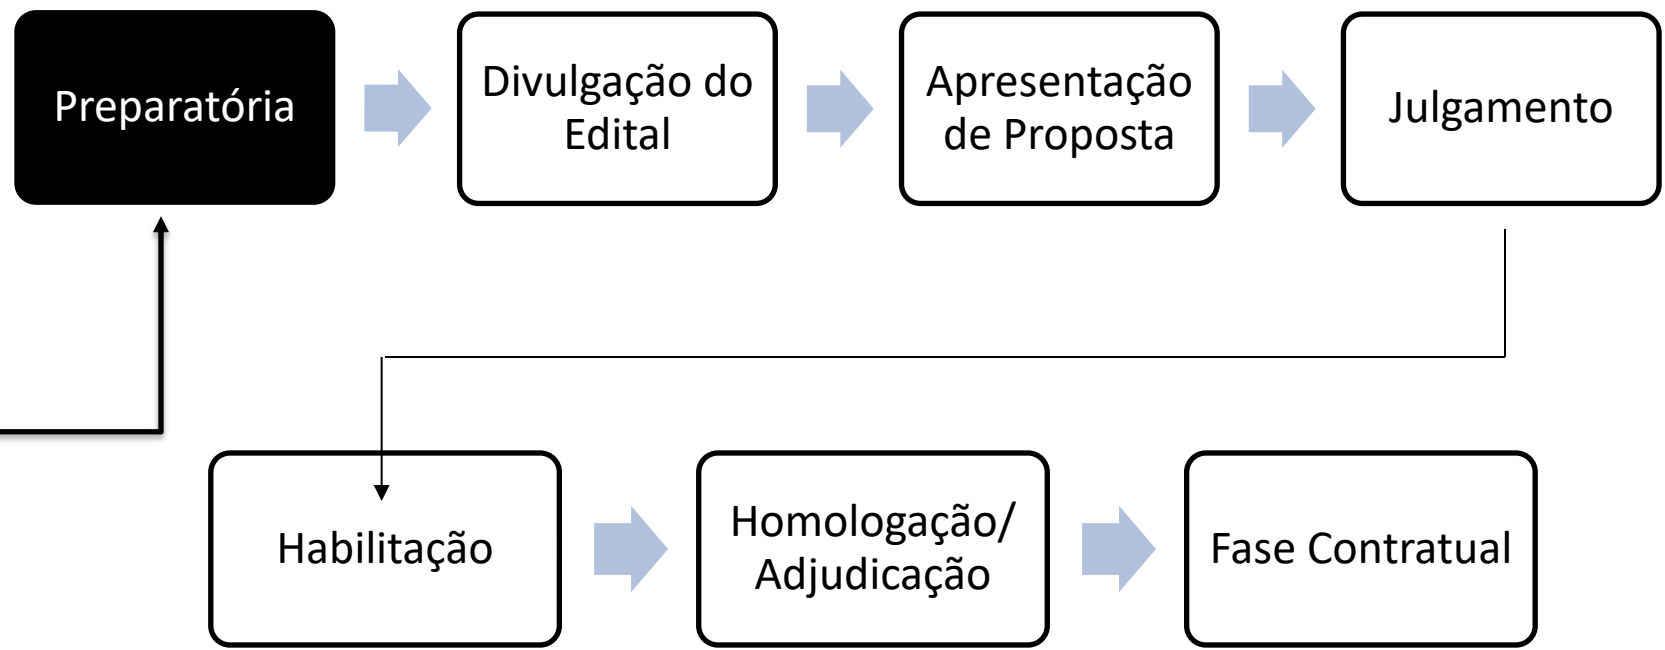 Preparatória
Divulgação do
Edital
Apresentação
de Proposta
Julgamento
Habilitação
Homologação/
Adjudicação
Fase Contratual